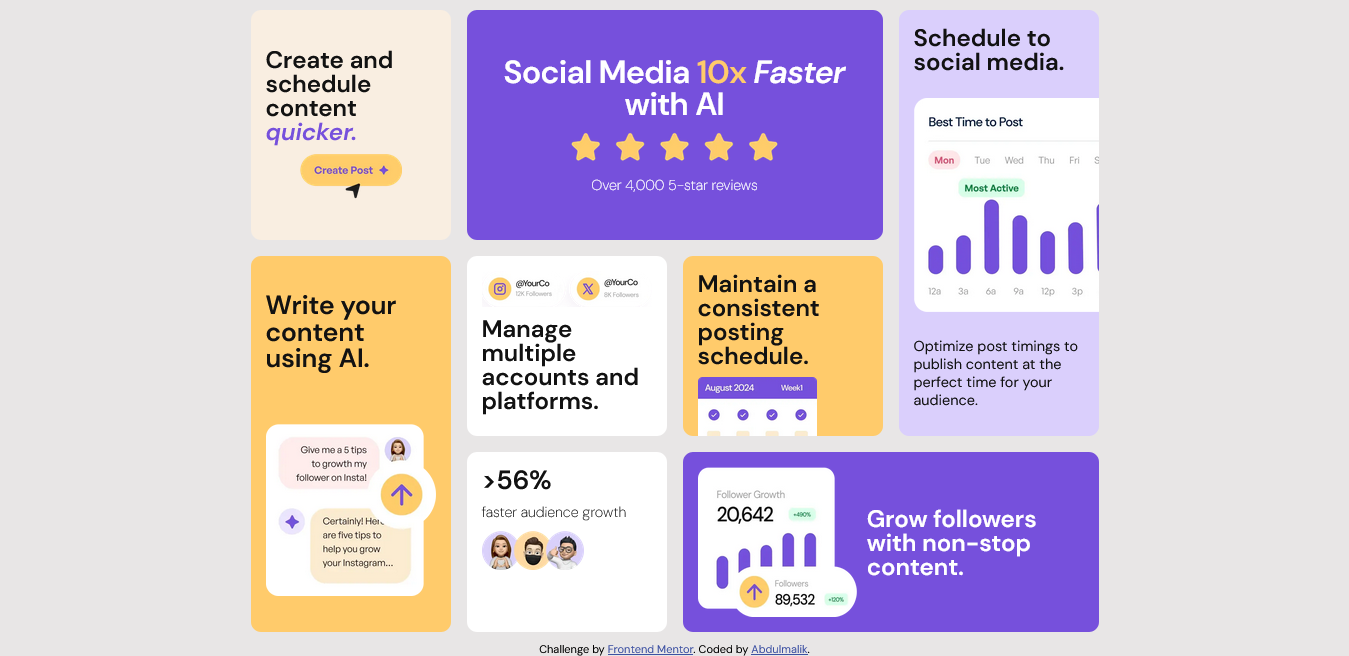 Create and
schedule
content
quicker.
Create Post
Social Media 10x Faster
with AI
Over 4,000 5-star reviews
Schedule to
social media.
Best Time to Post
Mon Tue Wed Thu Fri S
Most Active
12a 3a 6a 9a 12p 3p
Optimize post timings to
publish content at the
perfect time for your
audience.
Write your
content
using AI.
Give me a 5 tips
to growth my
follower on Insta!
Certainly! Here
are five tips to
help you grow
your Instagram...
@YourCo
12K Followers
@YourCo
8K Followers
Manage
multiple
accounts and
platforms.
Maintain a
consistent
posting
schedule.
August 2024 Week1
>56%
faster audience growth
Follower Growth
20,642 +490%
Followers
89,532 +120%
Grow followers
with non-stop
content.
Challenge by Frontend Mentor. Coded by Abdulmalik.